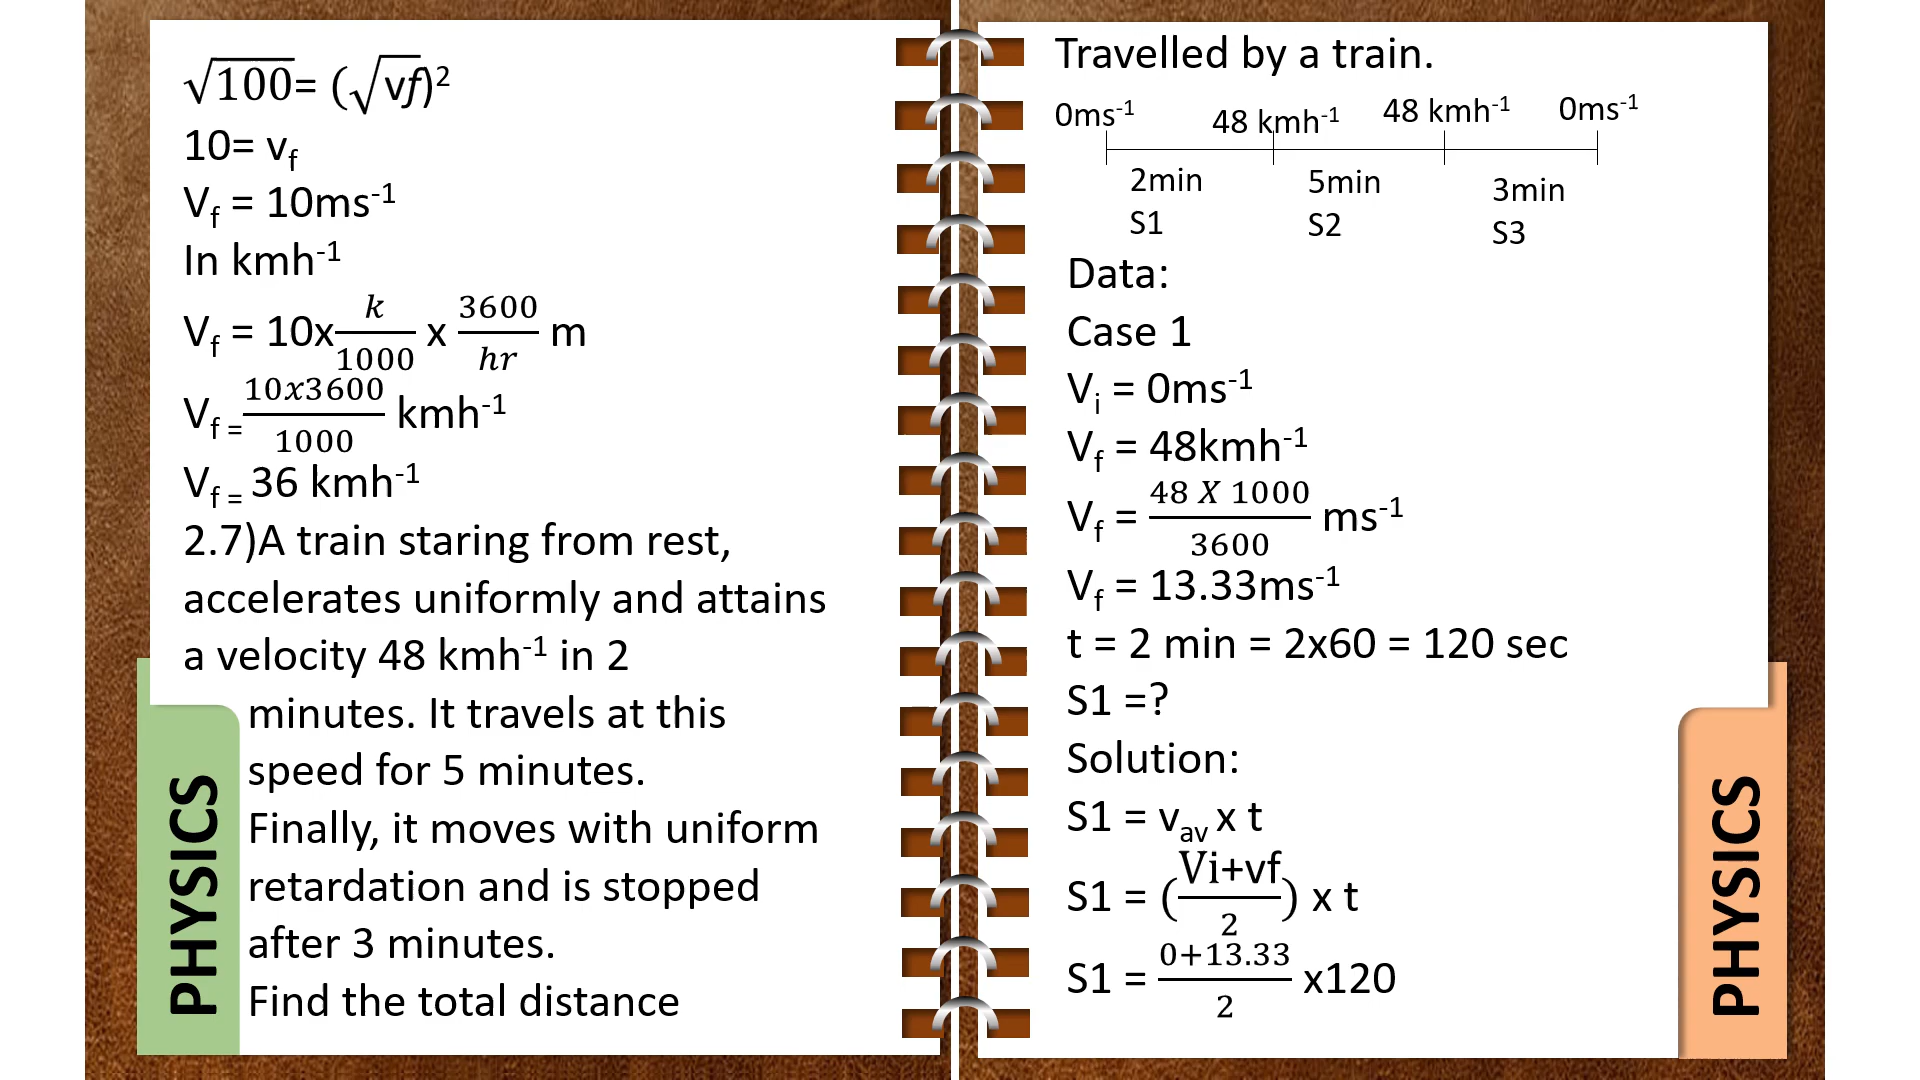 √100= (√vf)²
10= vf
Vf = 10ms⁻¹
In kmh⁻¹
Vf = 10x k/1000 x 3600/hr m
Vf = 10x3600/1000 kmh⁻¹
Vf = 36 kmh⁻¹
2.7)A train staring from rest,
accelerates uniformly and attains
a velocity 48 kmh⁻¹ in 2
minutes. It travels at this
speed for 5 minutes.
Finally, it moves with uniform
retardation and is stopped
after 3 minutes.
Find the total distance
PHYSICS
Travelled by a train.
0ms⁻¹ 48 kmh⁻¹ 48 kmh⁻¹ 0ms⁻¹
2min 5min 3min
S1 S2 S3
Data:
Case 1
Vi = 0ms⁻¹
Vf = 48kmh⁻¹
Vf = 48 X 1000/3600 ms⁻¹
Vf = 13.33ms⁻¹
t = 2 min = 2x60 = 120 sec
S1 =?
Solution:
S1 = vav x t
S1 = (Vi+vf/2) x t
S1 = 0+13.33/2 x120
PHYSICS